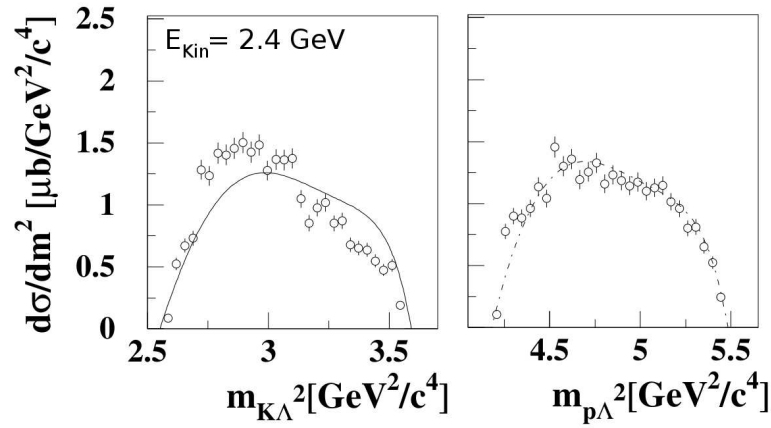 dσ/dm² [μb/GeV²/c⁴]
2.5
2
1.5
1
0.5
0
E_Kin = 2.4 GeV
2.5 3 3.5
m_KΛ²[GeV²/c⁴]
4.5 5 5.5
m_pΛ²[GeV²/c⁴]